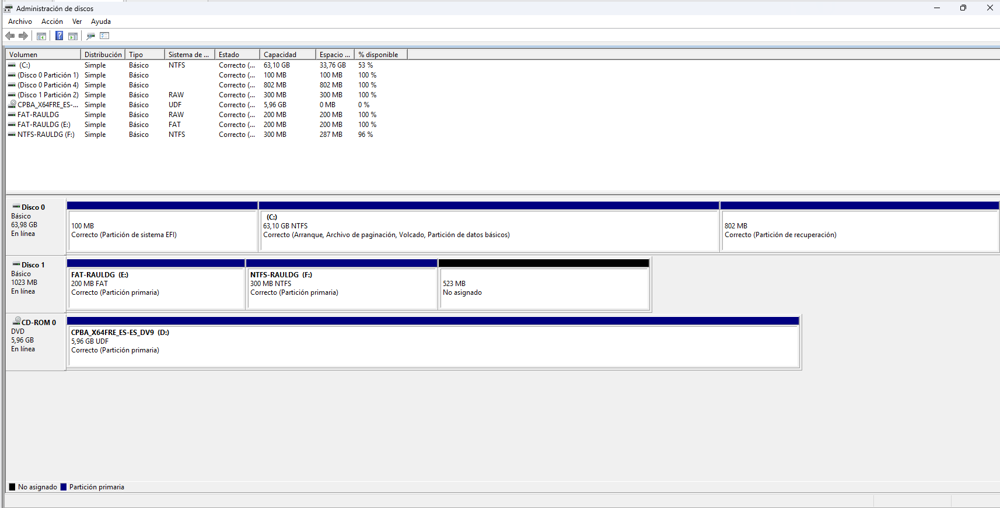 Administración de discos
Archivo Acción Ver Ayuda
Volumen Distribución Tipo Sistema de ... Estado Capacidad Espacio ... % disponible
(C:) Simple Básico NTFS Correcto (... 63,10 GB 33,76 GB 53 %
(Disco 0 Partición 1) Simple Básico Correcto (... 100 MB 100 MB 100 %
(Disco 0 Partición 4) Simple Básico Correcto (... 802 MB 802 MB 100 %
(Disco 1 Partición 2) Simple Básico RAW Correcto (... 300 MB 300 MB 100 %
CPBA_X64FRE_ES-... Simple Básico UDF Correcto (... 5,96 GB 0 MB 0 %
FAT-RAULDG Simple Básico RAW Correcto (... 200 MB 200 MB 100 %
FAT-RAULDG (E:) Simple Básico FAT Correcto (... 200 MB 200 MB 100 %
NTFS-RAULDG (F:) Simple Básico NTFS Correcto (... 300 MB 287 MB 96 %
Disco 0
Básico
63,98 GB
En línea
100 MB
Correcto (Partición de sistema EFI)
(C:)
63,10 GB NTFS
Correcto (Arranque, Archivo de paginación, Volcado, Partición de datos básicos)
802 MB
Correcto (Partición de recuperación)
Disco 1
Básico
1023 MB
En línea
FAT-RAULDG (E:)
200 MB FAT
Correcto (Partición primaria)
NTFS-RAULDG (F:)
300 MB NTFS
Correcto (Partición primaria)
523 MB
No asignado
CD-ROM 0
DVD
5,96 GB
En línea
CPBA_X64FRE_ES-ES_DV9 (D:)
5,96 GB UDF
Correcto (Partición primaria)
No asignado Partición primaria